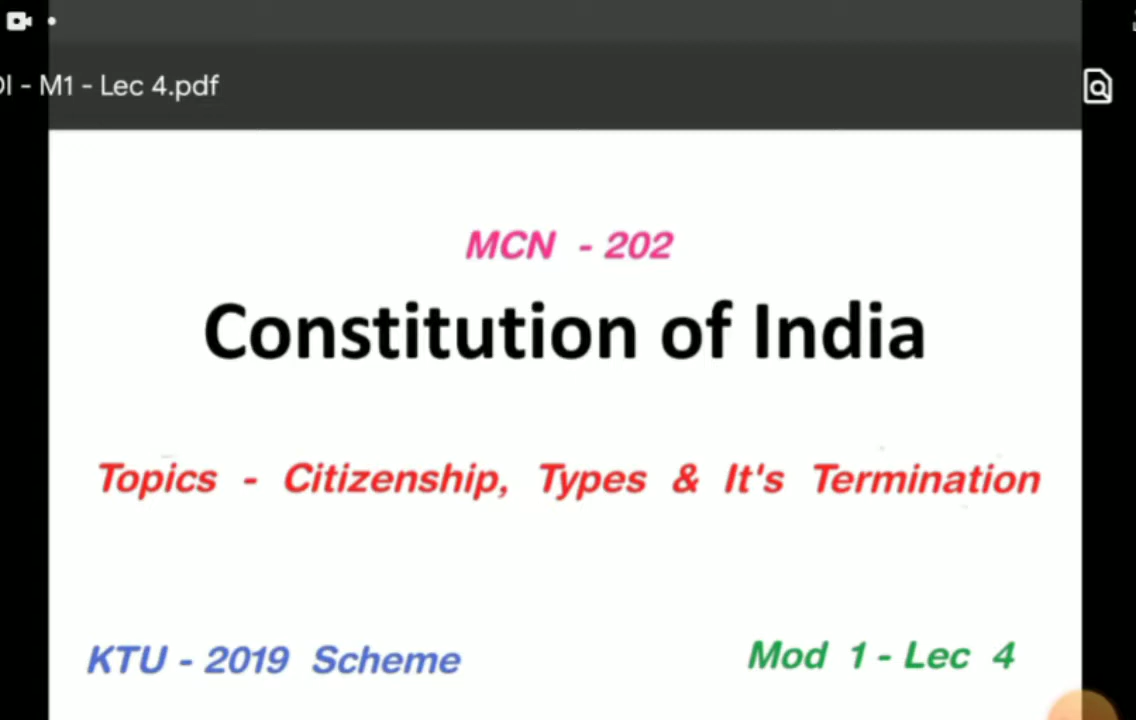 DI - M1 - Lec 4.pdf
MCN - 202
Constitution of India
Topics - Citizenship, Types & It's Termination
KTU - 2019 Scheme
Mod 1 - Lec 4